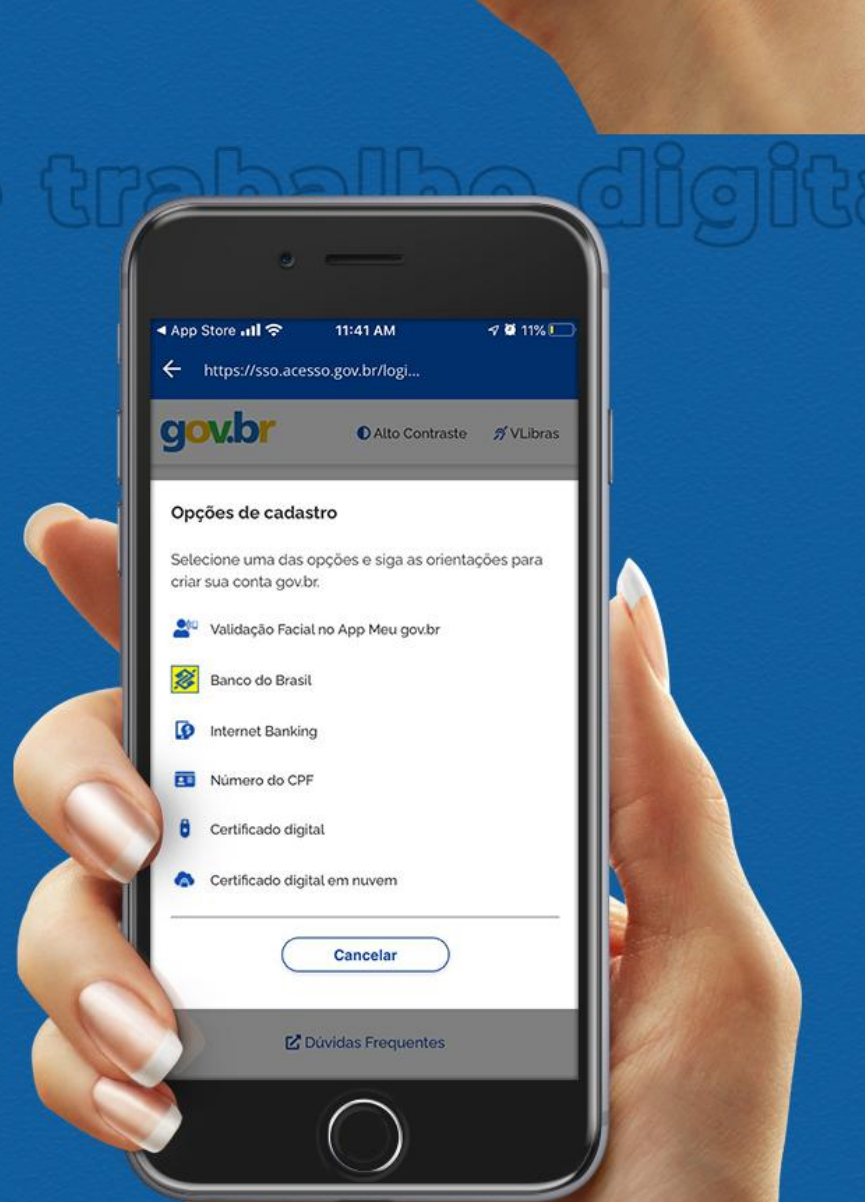 trabalho digita
App Store
11:41 AM
11%
https://sso.acesso.gov.br/logi...
gov.br
Alto Contraste
VLibras
Opções de cadastro
Selecione uma das opções e siga as orientações para
criar sua conta gov.br.
Validação Facial no App Meu gov.br
Banco do Brasil
Internet Banking
Número do CPF
Certificado digital
Certificado digital em nuvem
Cancelar
Dúvidas Frequentes